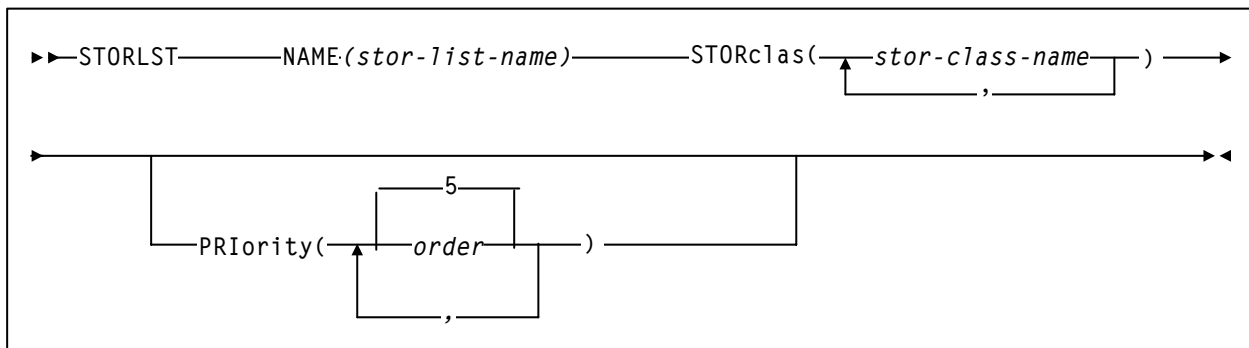 STORLST NAME(stor-list-name) STORclas( stor-class-name )
,
5
PRIority( order )
,